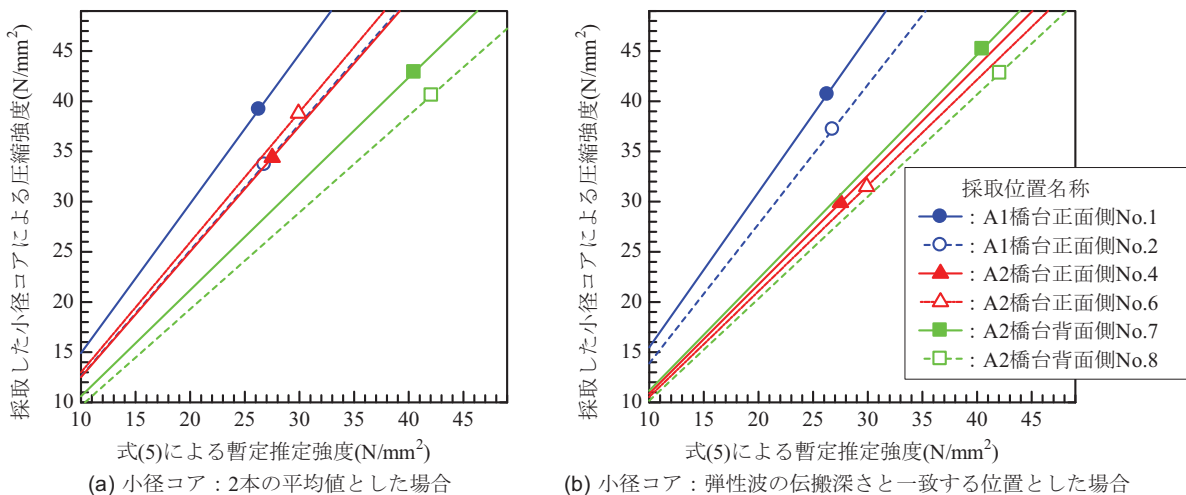 採取した小径コアによる圧縮強度(N/mm2)
45
40
35
30
25
20
15
10
10 15 20 25 30 35 40 45
式(5)による暫定推定強度(N/mm2)
(a) 小径コア：2本の平均値とした場合
採取した小径コアによる圧縮強度(N/mm2)
45
40
35
30
25
20
15
10
10 15 20 25 30 35 40 45
式(5)による暫定推定強度(N/mm2)
(b) 小径コア：弾性波の伝搬深さと一致する位置とした場合
採取位置名称
：A1橋台正面側No.1
：A1橋台正面側No.2
：A2橋台正面側No.4
：A2橋台正面側No.6
：A2橋台背面側No.7
：A2橋台背面側No.8